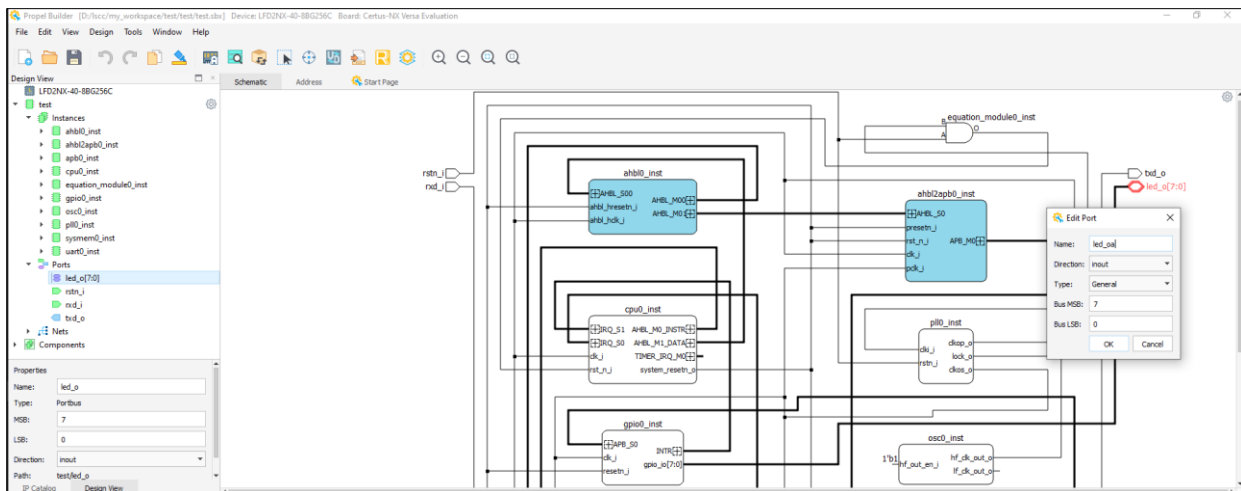 Propel Builder [D:/lscc/my_workspace/test/test/test.sbx] Device: LFD2NX-40-8BG256C Board: Certus-NX Versa Evaluation
File Edit View Design Tools Window Help
Design View
Schematic Address Start Page
LFD2NX-40-8BG256C
test
Instances
ahbl0_inst
ahbl2apb0_inst
apb0_inst
cpu0_inst
equation_module0_inst
gpio0_inst
osc0_inst
pll0_inst
sysmem0_inst
uart0_inst
Ports
led_o[7:0]
rstn_i
rxd_i
txd_o
Nets
Components
Properties
Name: led_o
Type: Portbus
MSB: 7
LSB: 0
Direction: inout
Path: test/led_o
IP Catalog Design View
equation_module0_inst
B
A
O
rstn_i
rxd_i
txd_o
led_o[7:0]
ahbl0_inst
AHBL_S00
AHBL_M00
ahbl_hresetn_i
AHBL_M01
ahbl_hclk_i
ahbl2apb0_inst
AHBL_S0
presetn_i
rst_n_i
APB_M0
clk_i
pclk_i
cpu0_inst
IRQ_S1 AHBL_M0_INSTR
IRQ_S0 AHBL_M1_DATA
clk_i TIMER_IRQ_M0
rst_n_i system_resetn_o
pll0_inst
clkop_o
clki_i
lock_o
rstn_i
clkos_o
gpio0_inst
APB_S0
INTR
clk_i
gpio_io[7:0]
resetn_i
osc0_inst
1'b1
hf_out_en_i
hf_clk_out_o
lf_clk_out_o
Edit Port
Name: led_oa
Direction: inout
Type: General
Bus MSB: 7
Bus LSB: 0
OK Cancel